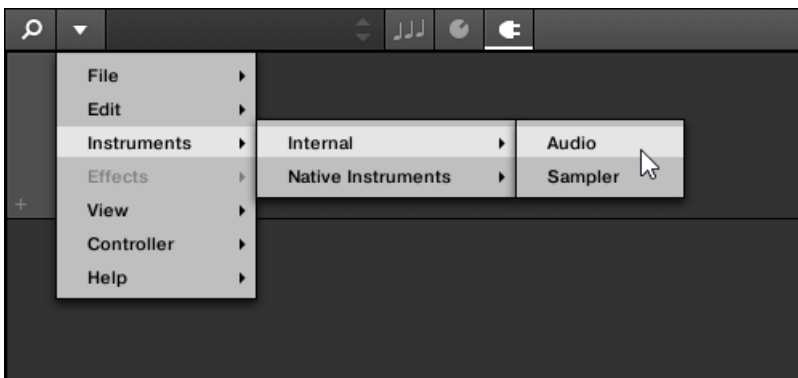 File
Edit
Instruments
Internal
Audio
Effects
Native Instruments
Sampler
View
Controller
Help